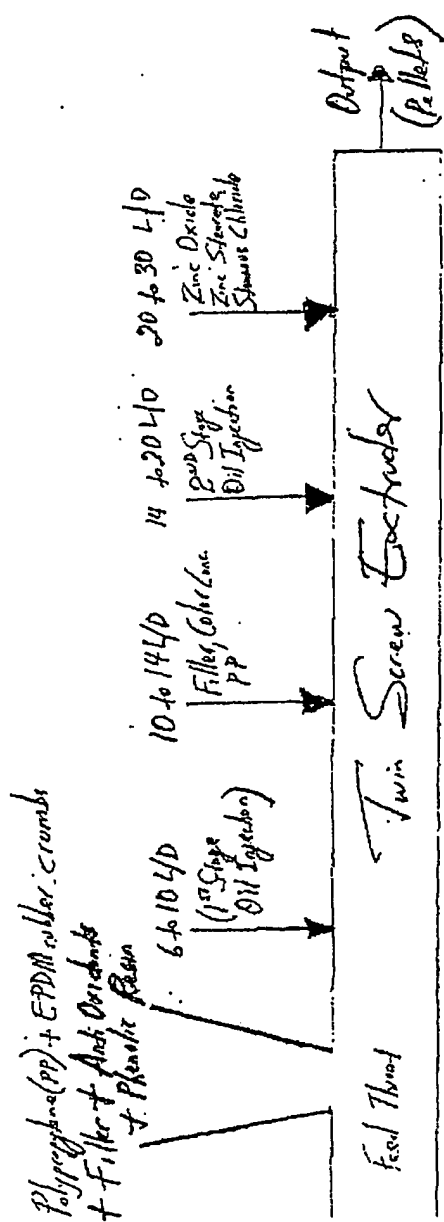 Polypropylene (PP) + EPDM rubber crumbs
+ Filler + Anti Oxidants
+ Phenolic Resin
6 to 10 L/D
(1st Stage
Oil Injection)
10 to 14 L/D
Filler, Color Conc.
PP
14 to 20 L/D
2nd Stage
Oil Injection
20 to 30 L/D
Zinc Oxide
Zinc Stearate
Stannous Chloride
Output
(Pellets)
Feed Throat
Twin Screw Extruder